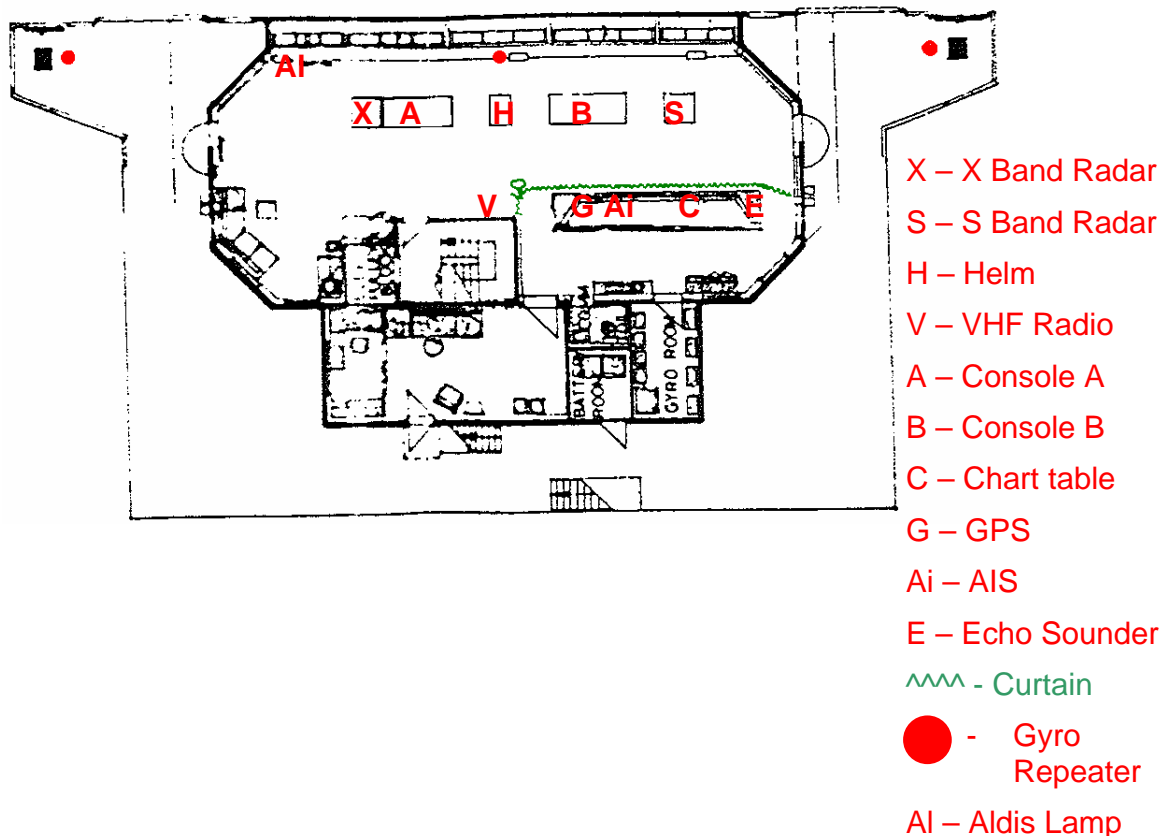 Al
X A H B S
V G Ai C E
BATTERY
ROOM
GYRO ROOM
X – X Band Radar
S – S Band Radar
H – Helm
V – VHF Radio
A – Console A
B – Console B
C – Chart table
G – GPS
Ai – AIS
E – Echo Sounder
^^^^ - Curtain
- Gyro
Repeater
Al – Aldis Lamp